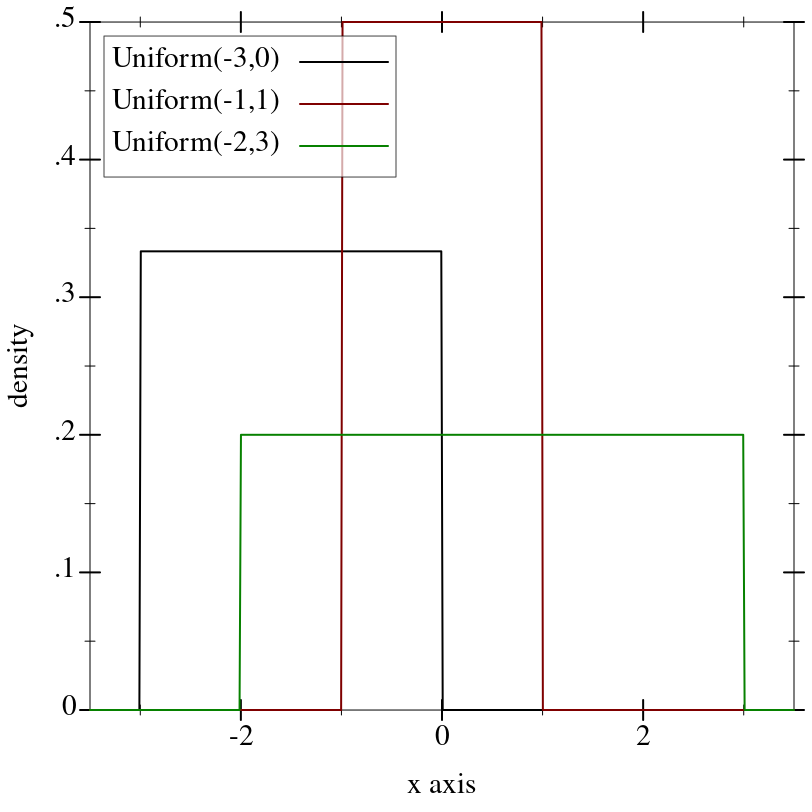 .5
Uniform(-3,0)
Uniform(-1,1)
Uniform(-2,3)
.4
.3
density
.2
.1
0
-2 0 2
x axis